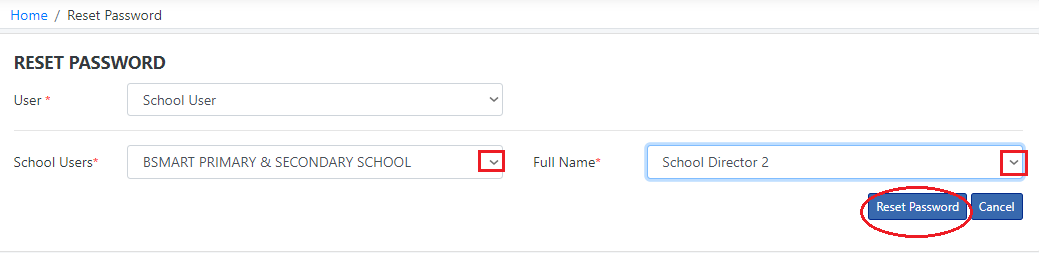 Home / Reset Password
RESET PASSWORD
User * School User
School Users* BSMART PRIMARY & SECONDARY SCHOOL Full Name* School Director 2
Reset Password Cancel